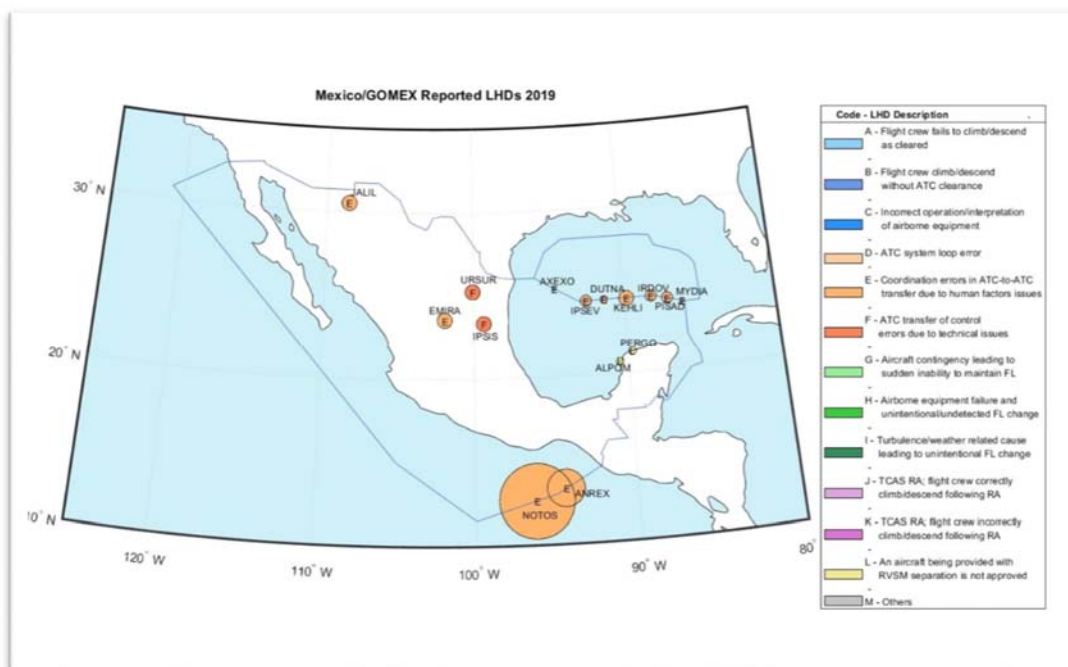 Mexico/GOMEX Reported LHDs 2019
30° N
20° N
10° N
120° W
110° W
100° W
90° W
80°
ALIL
E
URSUR
F
EMIRA
E
IPSIS
F
AXEXO
E
DUTNA
E
IRDOV
E
MYDIA
E
IPSEV
E
KEHLI
E
PISAD
E
PERGO
L
ALPOM
L
ANREX
E
NOTOS
E
Code - LHD Description
A - Flight crew fails to climb/descend
as cleared
-
B - Flight crew climb/descend
without ATC clearance
-
C - Incorrect operation/interpretation
of airborne equipment
-
D - ATC system loop error
-
E - Coordination errors in ATC-to-ATC
transfer due to human factors issues
-
F - ATC transfer of control
errors due to technical issues
-
G - Aircraft contingency leading to
sudden inability to maintain FL
-
H - Airborne equipment failure and
unintentional/undetected FL change
-
I - Turbulence/weather related cause
leading to unintentional FL change
-
J - TCAS RA; flight crew correctly
climb/descend following RA
-
K - TCAS RA; flight crew incorrectly
climb/descend following RA
-
L - An aircraft being provided with
RVSM separation is not approved
-
M - Others